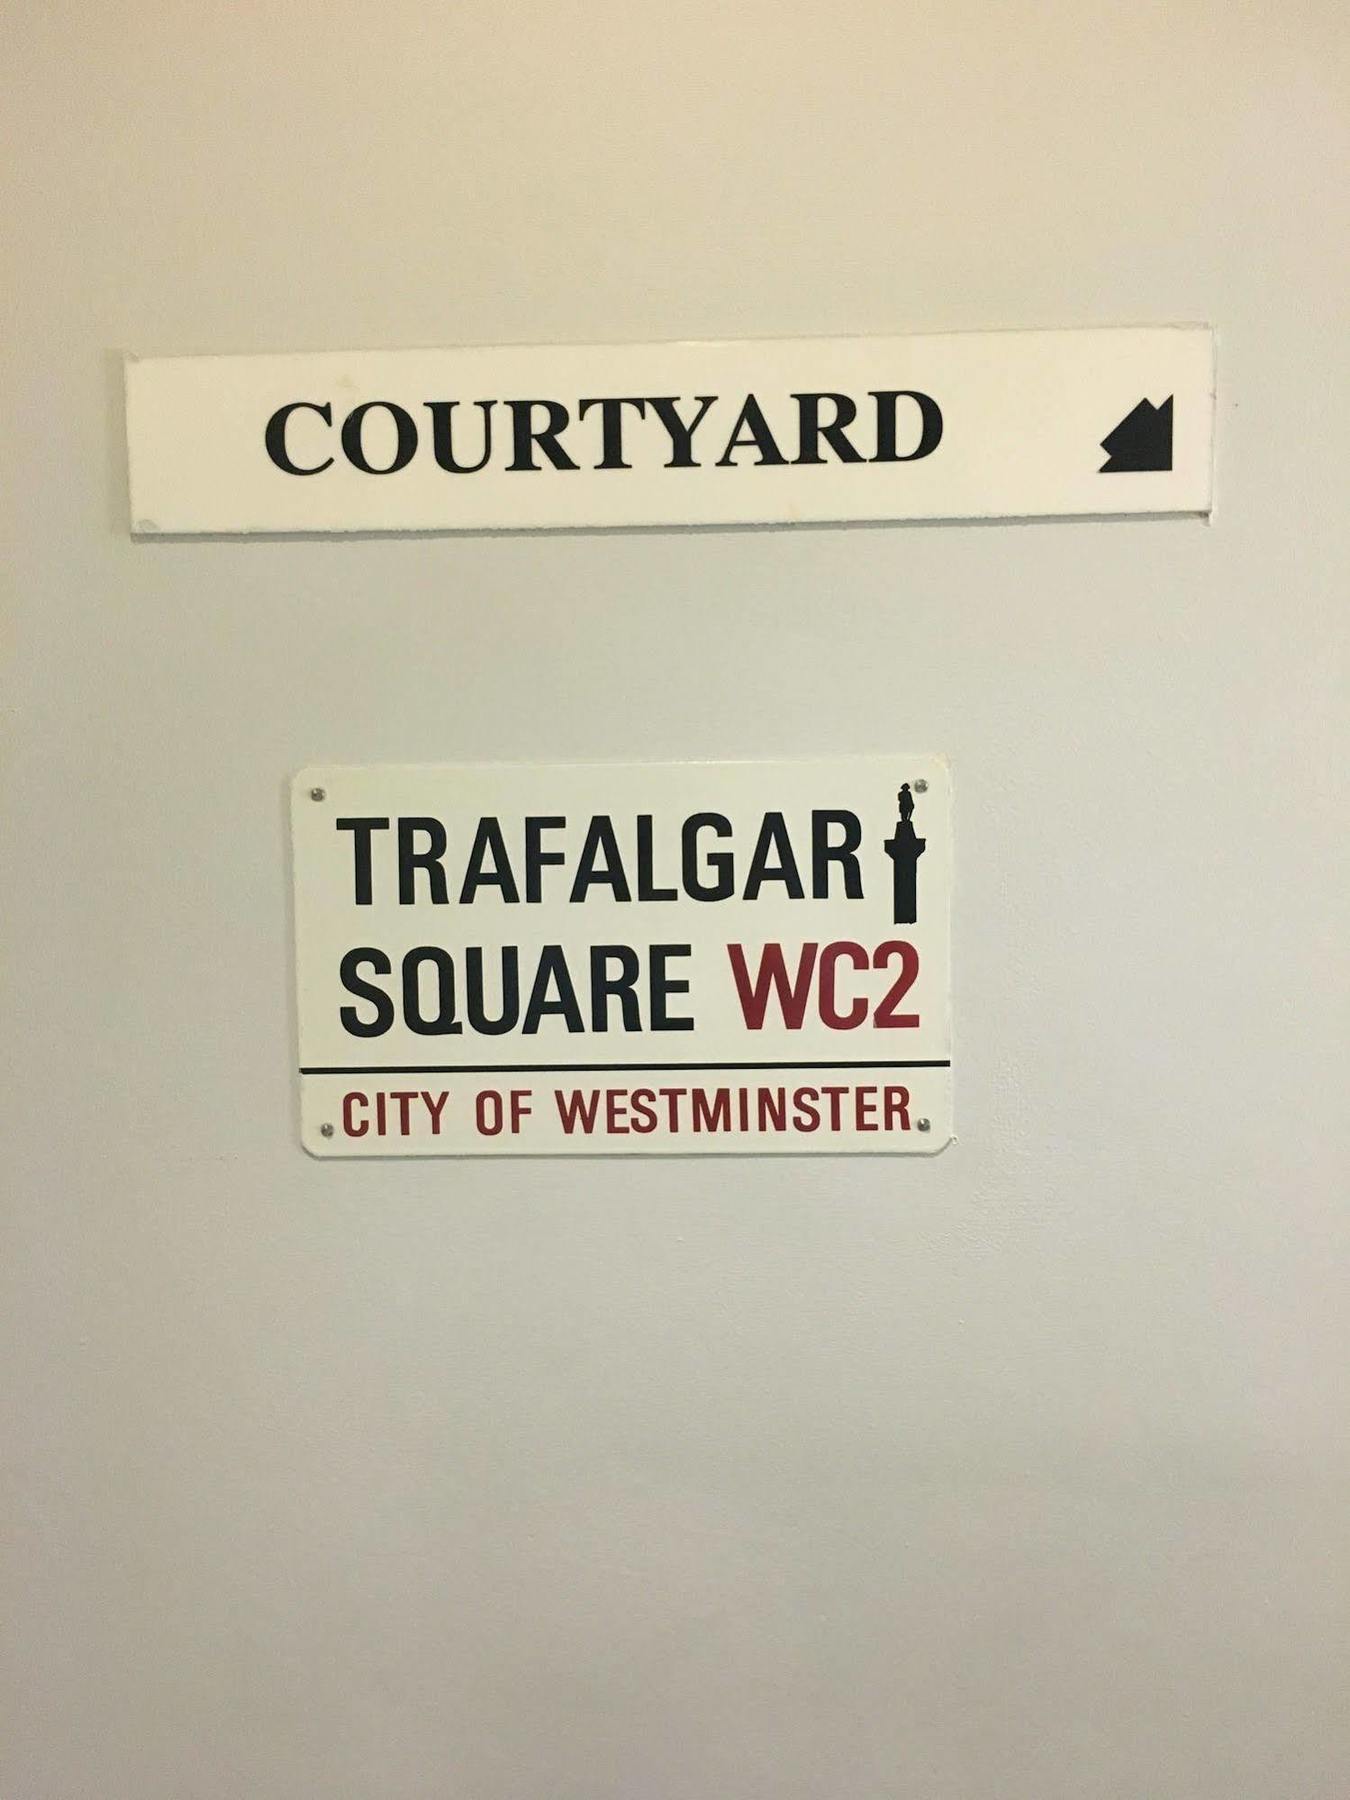 COURTYARD
TRAFALGAR
SQUARE WC2
CITY OF WESTMINSTER